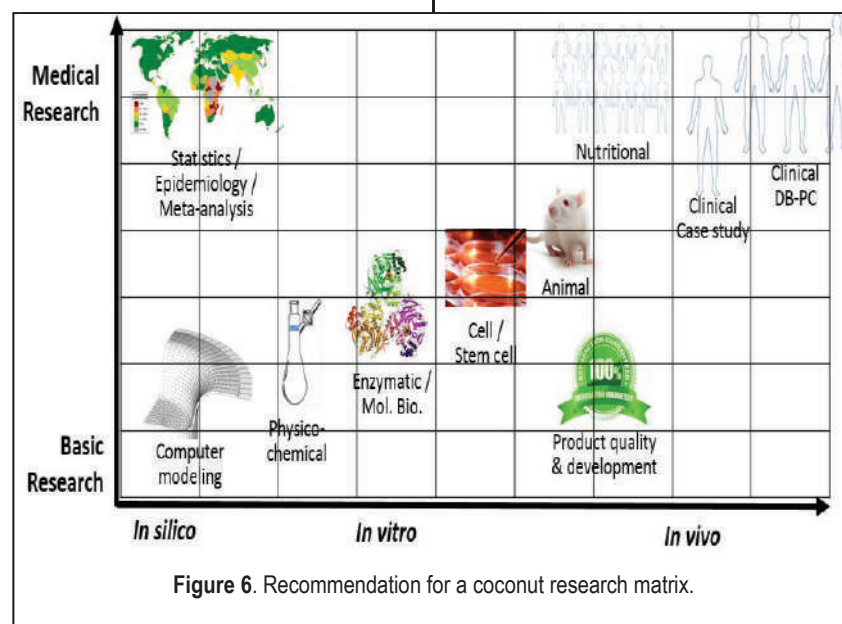 Medical
Research
Statistics /
Epidemiology /
Meta-analysis
Nutritional
Clinical
Case study
Clinical
DB-PC
Animal
Cell /
Stem cell
Enzymatic /
Mol. Bio.
Physico-
chemical
Computer
modeling
100%
Product quality
& development
Basic
Research
In silico
In vitro
In vivo
Figure 6. Recommendation for a coconut research matrix.